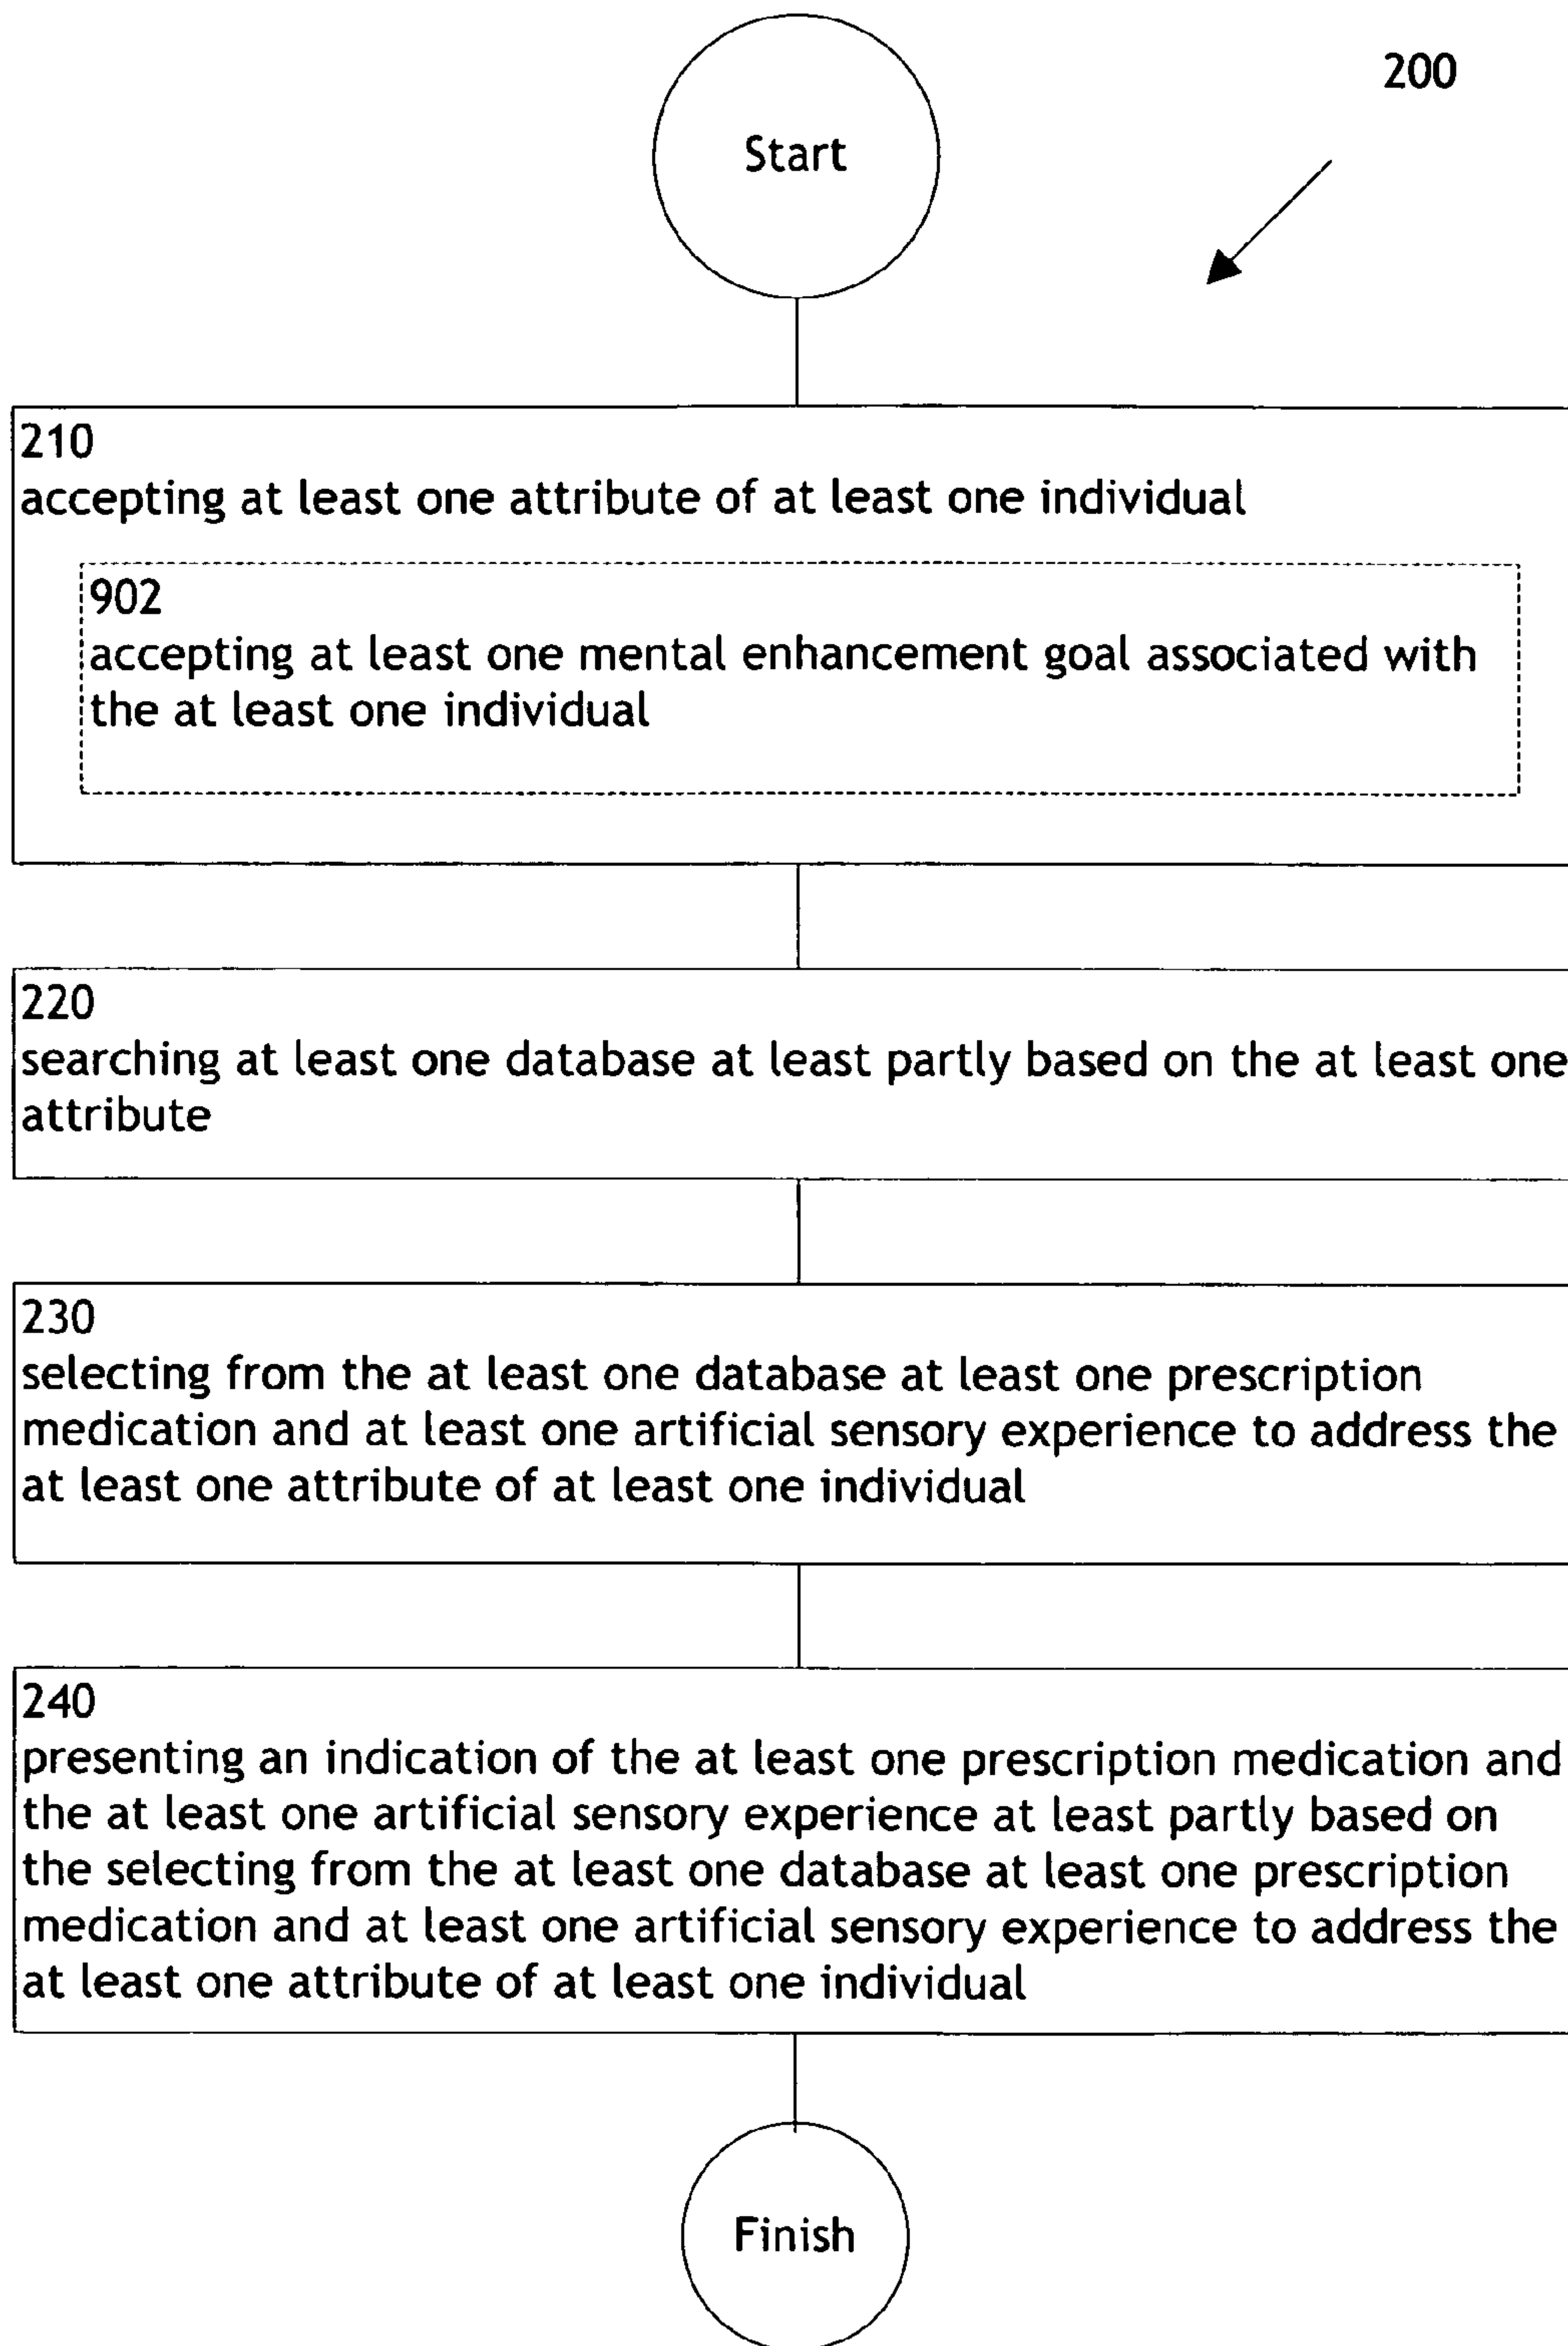 200
Start
210
accepting at least one attribute of at least one individual
902
accepting at least one mental enhancement goal associated with
the at least one individual
220
searching at least one database at least partly based on the at least one
attribute
230
selecting from the at least one database at least one prescription
medication and at least one artificial sensory experience to address the
at least one attribute of at least one individual
240
presenting an indication of the at least one prescription medication and
the at least one artificial sensory experience at least partly based on
the selecting from the at least one database at least one prescription
medication and at least one artificial sensory experience to address the
at least one attribute of at least one individual
Finish